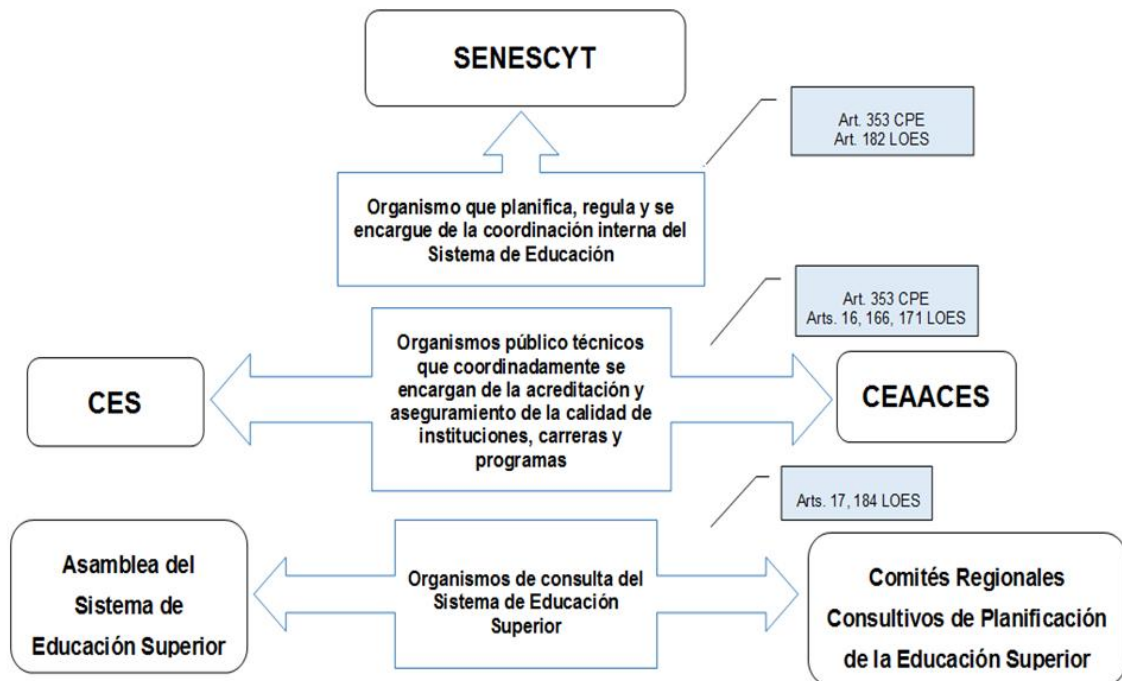 SENESCYT
Art. 353 CPE
Art. 182 LOES
Organismo que planifica, regula y se
encargue de la coordinación interna del
Sistema de Educación
Art. 353 CPE
Arts. 16, 166, 171 LOES
Organismos público técnicos
que coordinadamente se
encargan de la acreditación y
aseguramiento de la calidad de
instituciones, carreras y
programas
CES
CEAACES
Arts. 17, 184 LOES
Asamblea del
Sistema de
Educación Superior
Organismos de consulta del
Sistema de Educación
Superior
Comités Regionales
Consultivos de Planificación
de la Educación Superior